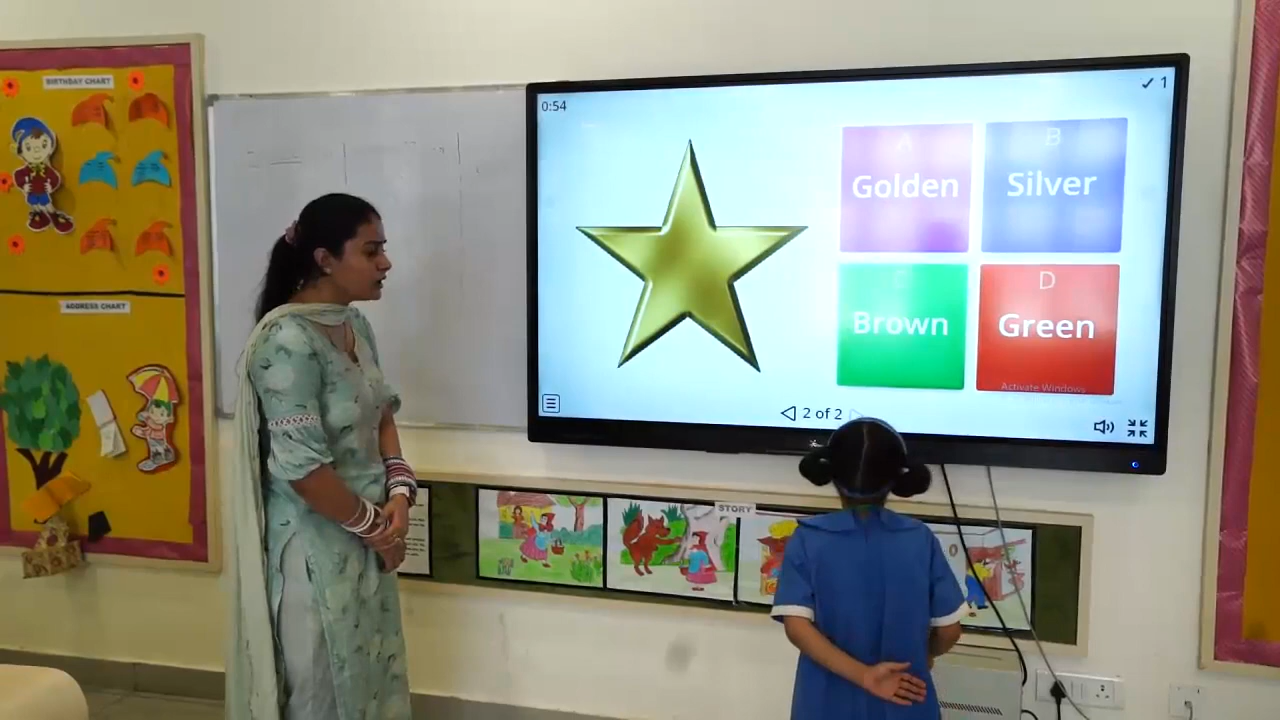 BIRTHDAY CHART
ADDRESS CHART
0:54
✓ 1
A
Golden
B
Silver
Brown
D
Green
Activate Windows
2 of 2
STORY